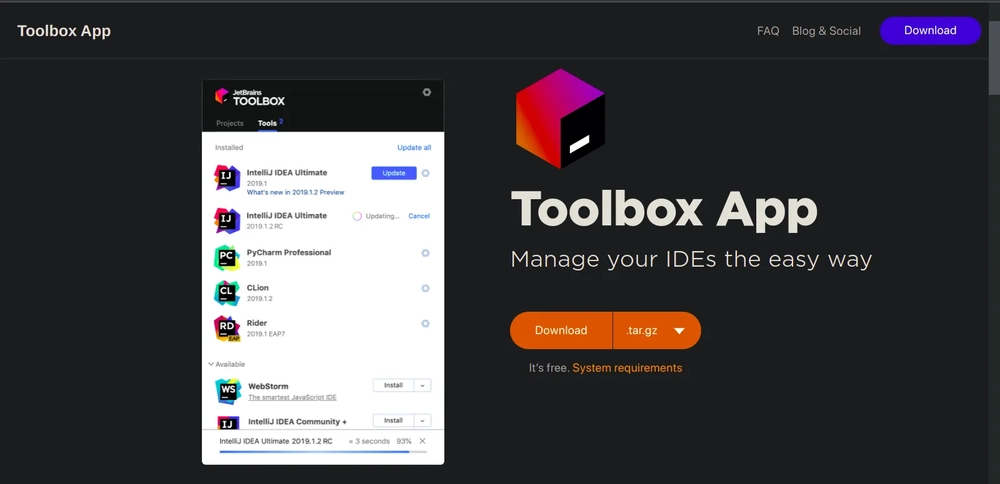 Toolbox App
FAQ Blog & Social Download
JetBrains
TOOLBOX
Projects Tools 2
Installed Update all
IJ IntelliJ IDEA Ultimate Update
2019.1
What's new in 2019.1.2 Preview
IJ IntelliJ IDEA Ultimate Updating... Cancel
2019.1.2 RC
PC PyCharm Professional
2019.1
CL CLion
2019.1.2
RD Rider
EAP 2019.1 EAP7
Available
WS WebStorm Install
The smartest JavaScript IDE
IJ IntelliJ IDEA Community + Install
IntelliJ IDEA Ultimate 2019.1.2 RC ≈ 3 seconds 93%
Toolbox App
Manage your IDEs the easy way
Download .tar.gz
It's free. System requirements